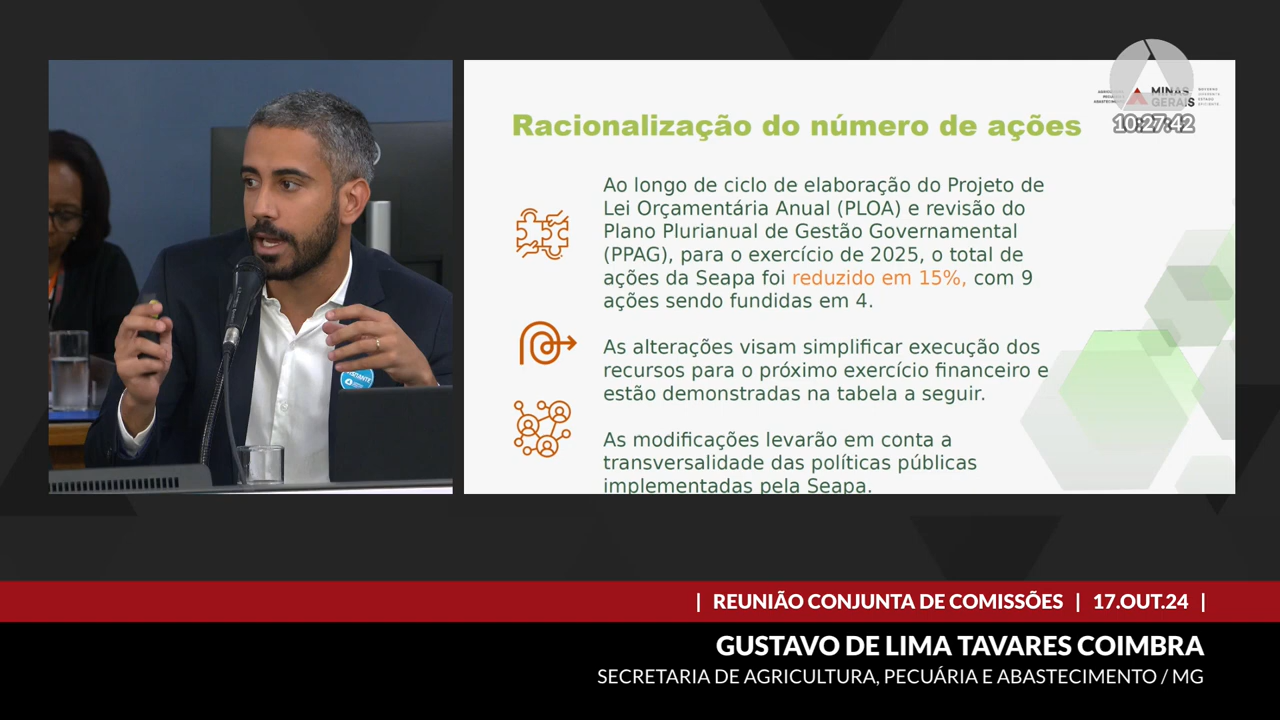 MINAS
GERAIS
10:27:42
Racionalização do número de ações
Ao longo de ciclo de elaboração do Projeto de
Lei Orçamentária Anual (PLOA) e revisão do
Plano Plurianual de Gestão Governamental
(PPAG), para o exercício de 2025, o total de
ações da Seapa foi reduzido em 15%, com 9
ações sendo fundidas em 4.
As alterações visam simplificar execução dos
recursos para o próximo exercício financeiro e
estão demonstradas na tabela a seguir.
As modificações levarão em conta a
transversalidade das políticas públicas
implementadas pela Seapa.
| REUNIÃO CONJUNTA DE COMISSÕES | 17.OUT.24 |
GUSTAVO DE LIMA TAVARES COIMBRA
SECRETARIA DE AGRICULTURA, PECUÁRIA E ABASTECIMENTO / MG